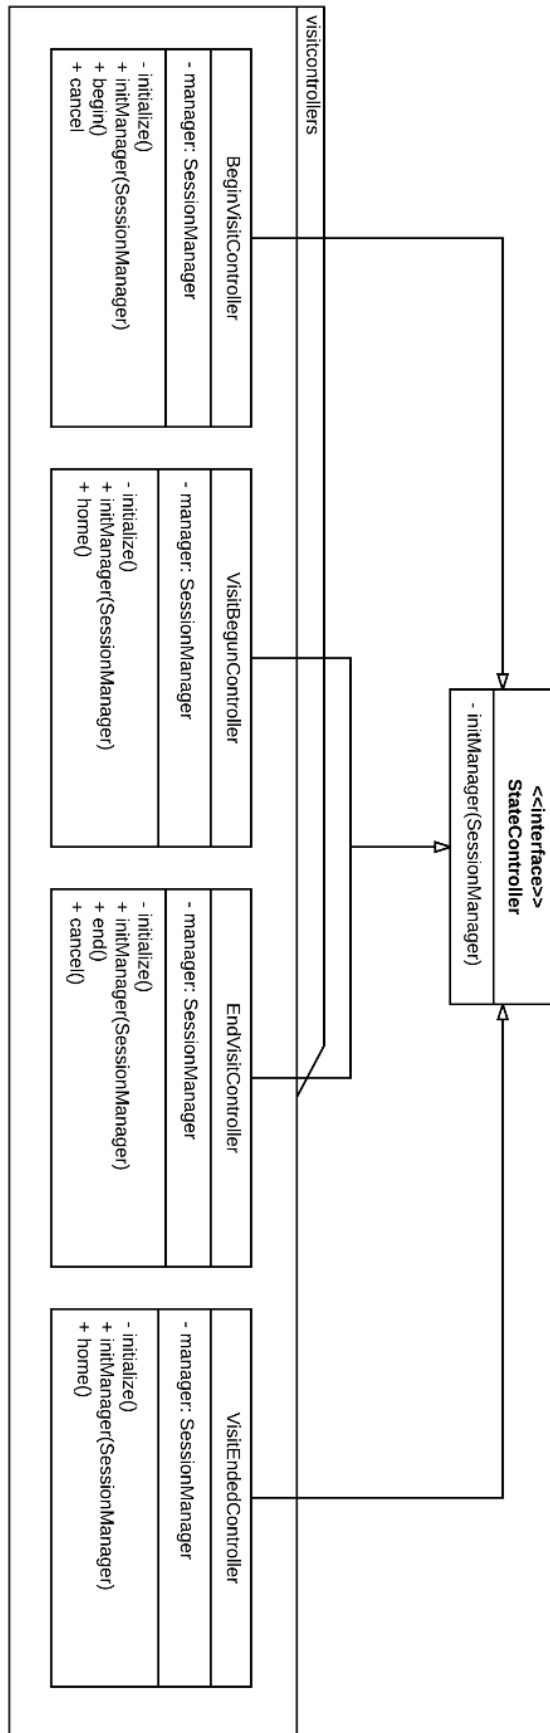 <<interface>>
StateController
- initManager(SessionManager)
visitcontrollers
BeginVisitController
- manager: SessionManager
- initialize()
+ initManager(SessionManager)
+ begin()
+ cancel
VisitBegunController
- manager: SessionManager
- initialize()
+ initManager(SessionManager)
+ home()
EndVisitController
- manager: SessionManager
- initialize()
+ initManager(SessionManager)
+ end()
+ cancel()
VisitEndedController
- manager: SessionManager
- initialize()
+ initManager(SessionManager)
+ home()